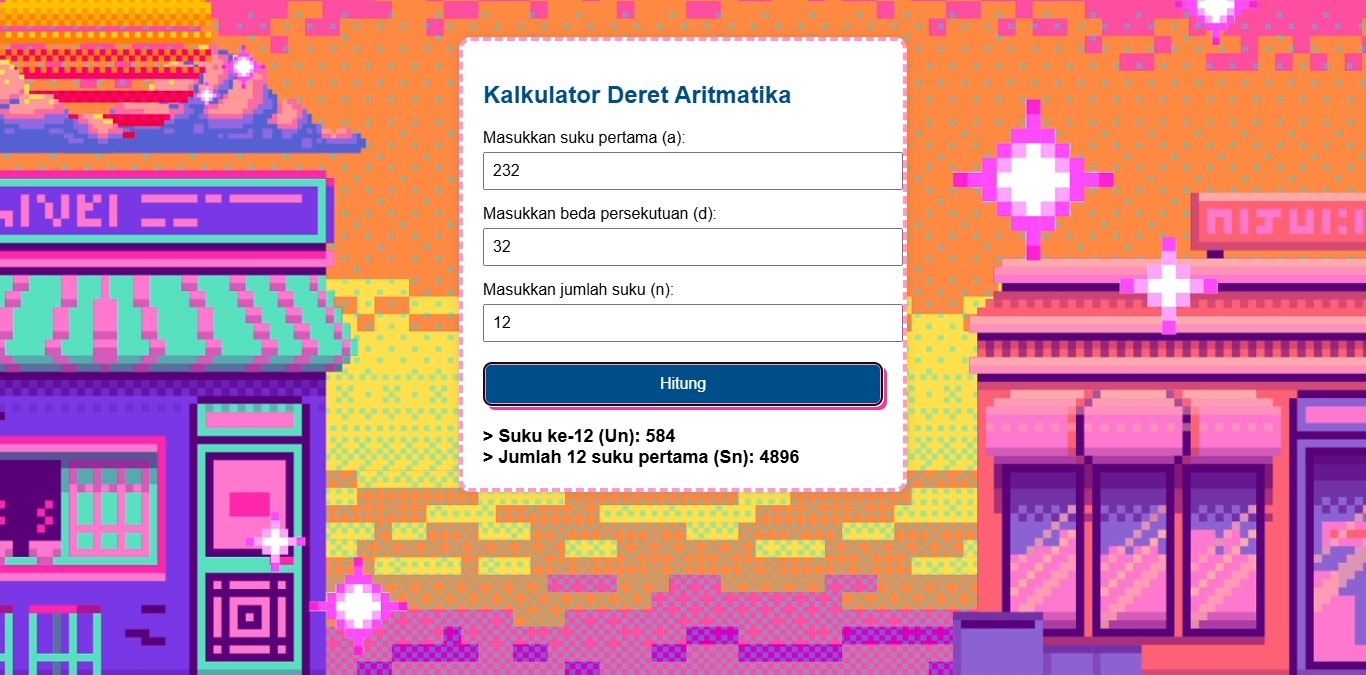 Kalkulator Deret Aritmatika
Masukkan suku pertama (a):
232
Masukkan beda persekutuan (d):
32
Masukkan jumlah suku (n):
12
Hitung
> Suku ke-12 (Un): 584
> Jumlah 12 suku pertama (Sn): 4896